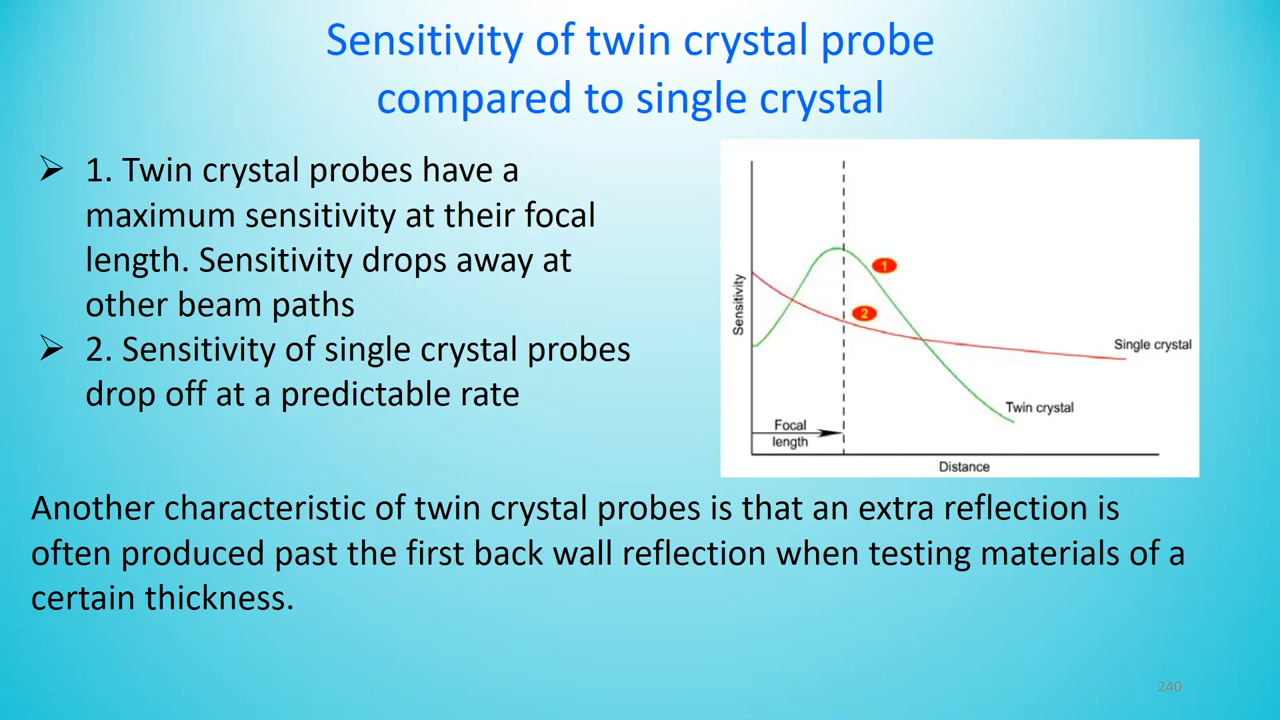 Sensitivity of twin crystal probe
compared to single crystal
➢ 1. Twin crystal probes have a
maximum sensitivity at their focal
length. Sensitivity drops away at
other beam paths
➢ 2. Sensitivity of single crystal probes
drop off at a predictable rate
Sensitivity
1
2
Single crystal
Twin crystal
Focal
length
Distance
Another characteristic of twin crystal probes is that an extra reflection is
often produced past the first back wall reflection when testing materials of a
certain thickness.
240